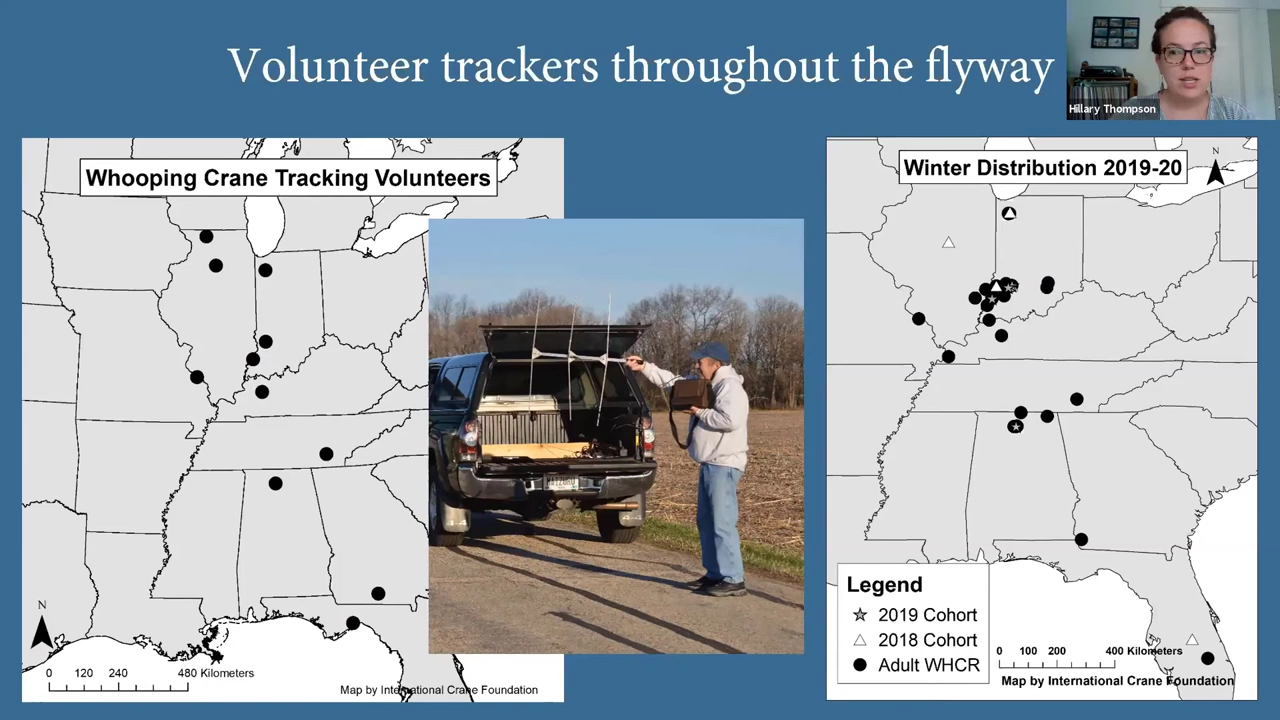 Volunteer trackers throughout the flyway
Hillary Thompson
Whooping Crane Tracking Volunteers
N
0 120 240 480 Kilometers
Map by International Crane Foundation
Winter Distribution 2019-20
N
Legend
2019 Cohort
2018 Cohort
Adult WHCR
0 100 200 400 Kilometers
Map by International Crane Foundation